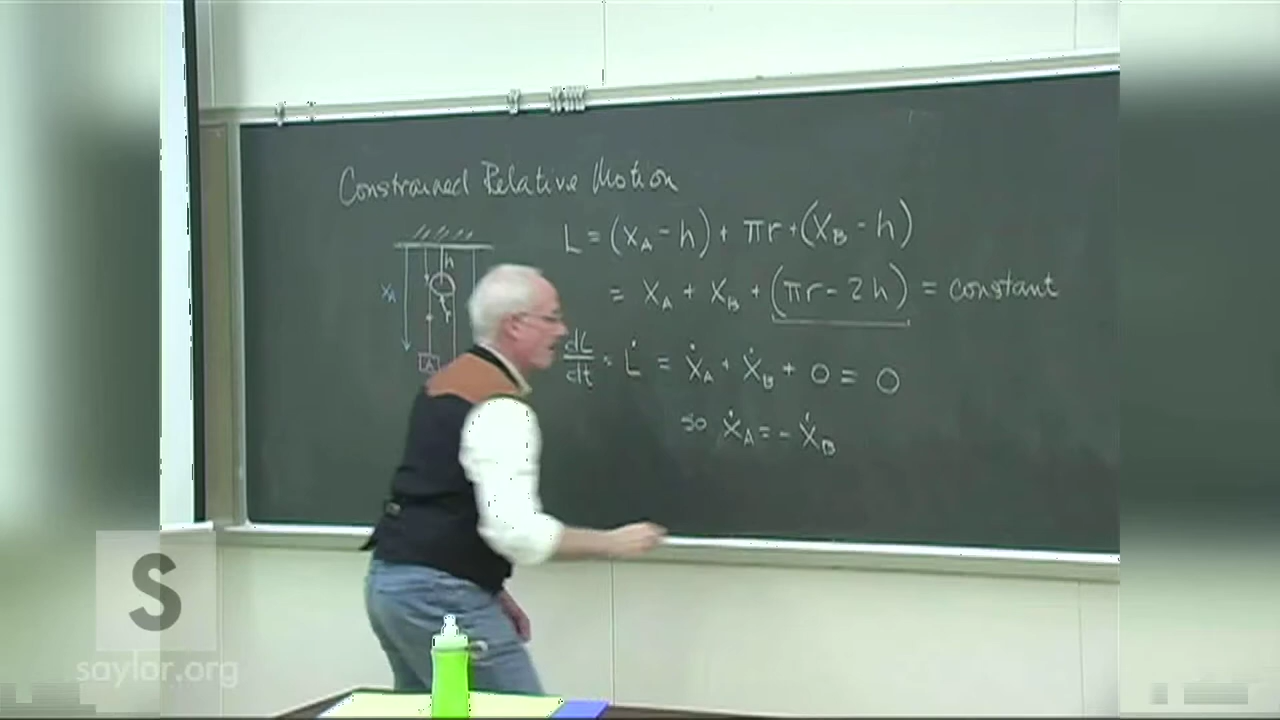 Constrained Relative Motion
L = (x_A - h) + πr + (x_B - h)
= x_A + x_B + (πr - 2h) = constant
h
x_A
r
A
dL/dt = L̇ = ẋ_A + ẋ_B + 0 = 0
so ẋ_A = - ẋ_B
S
saylor.org